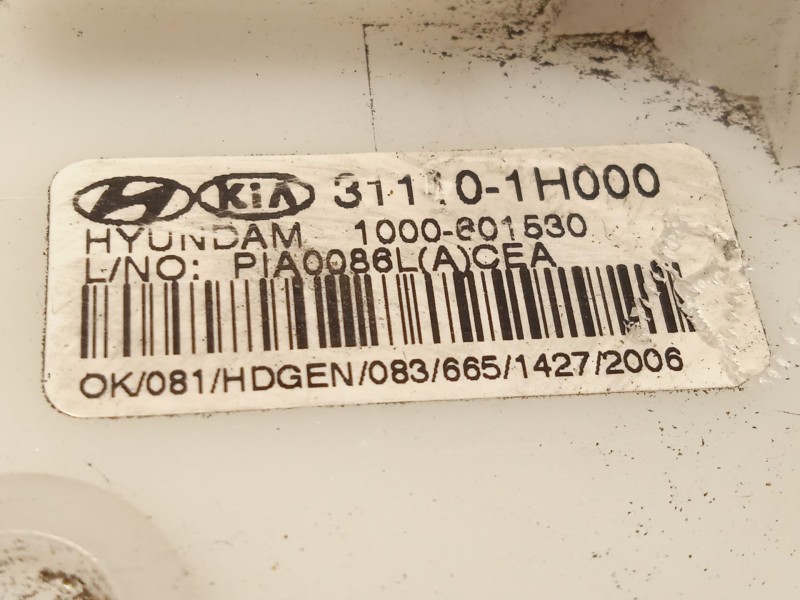 KIA 31110-1H000
HYUNDAM 1000-601530
L/NO: PIA0086L(A)CEA
OK/081/HDGEN/083/665/1427/2006